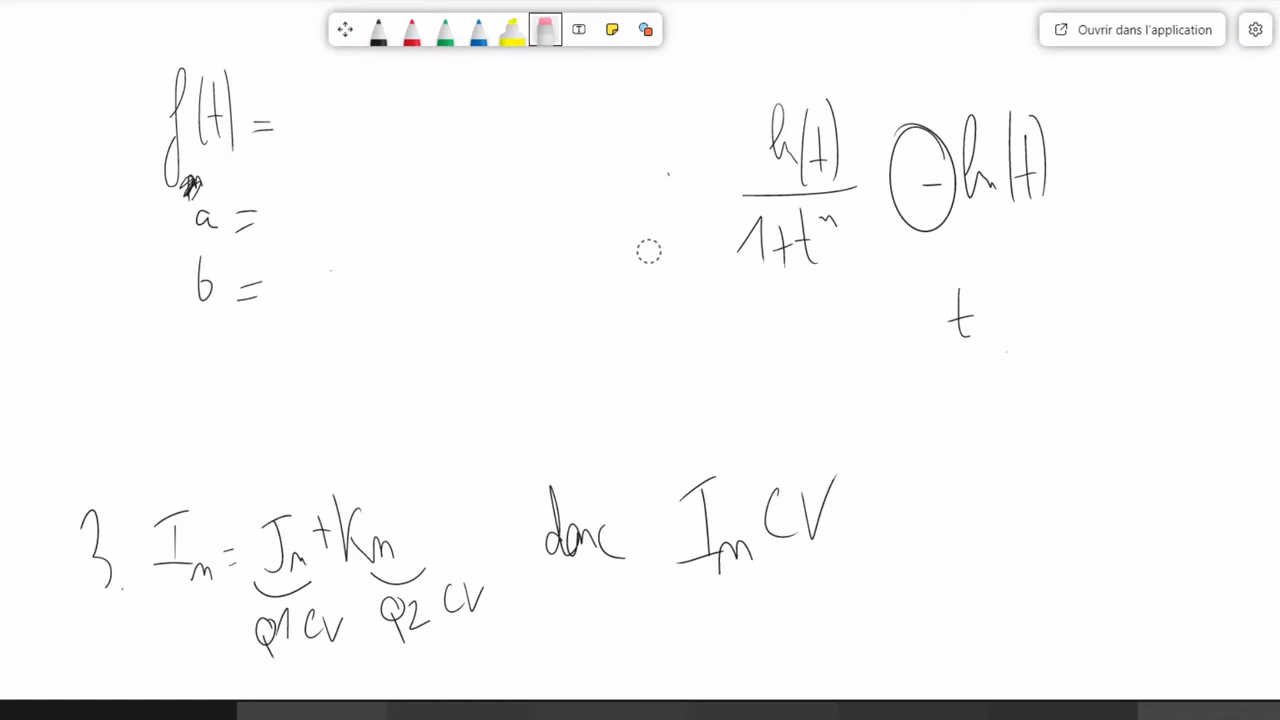 Ouvrir dans l'application
f(t) =
a =
b =
ln(t)
1+t^n
- ln(t)
t
3. I_n = J_n + K_n donc I_n CV
Q1 CV Q2 CV